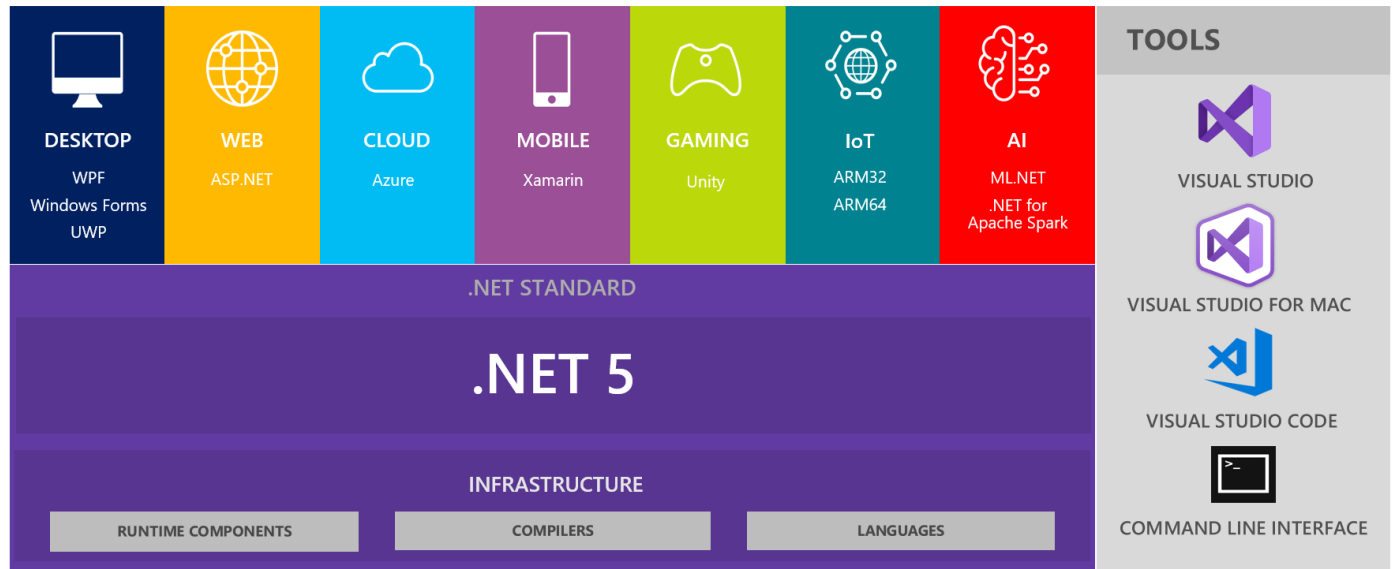 DESKTOP
WPF
Windows Forms
UWP
WEB
ASP.NET
CLOUD
Azure
MOBILE
Xamarin
GAMING
Unity
IoT
ARM32
ARM64
AI
ML.NET
.NET for
Apache Spark
.NET STANDARD
.NET 5
INFRASTRUCTURE
RUNTIME COMPONENTS
COMPILERS
LANGUAGES
TOOLS
VISUAL STUDIO
VISUAL STUDIO FOR MAC
VISUAL STUDIO CODE
>_
COMMAND LINE INTERFACE